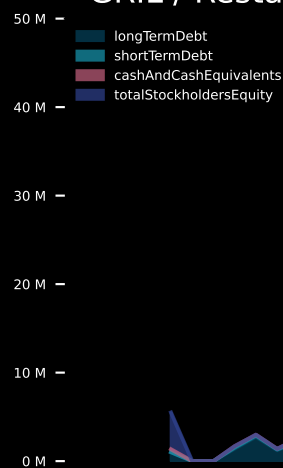 50 M
longTermDebt
shortTermDebt
cashAndCashEquivalents
totalStockholdersEquity
40 M
30 M
20 M
10 M
0 M